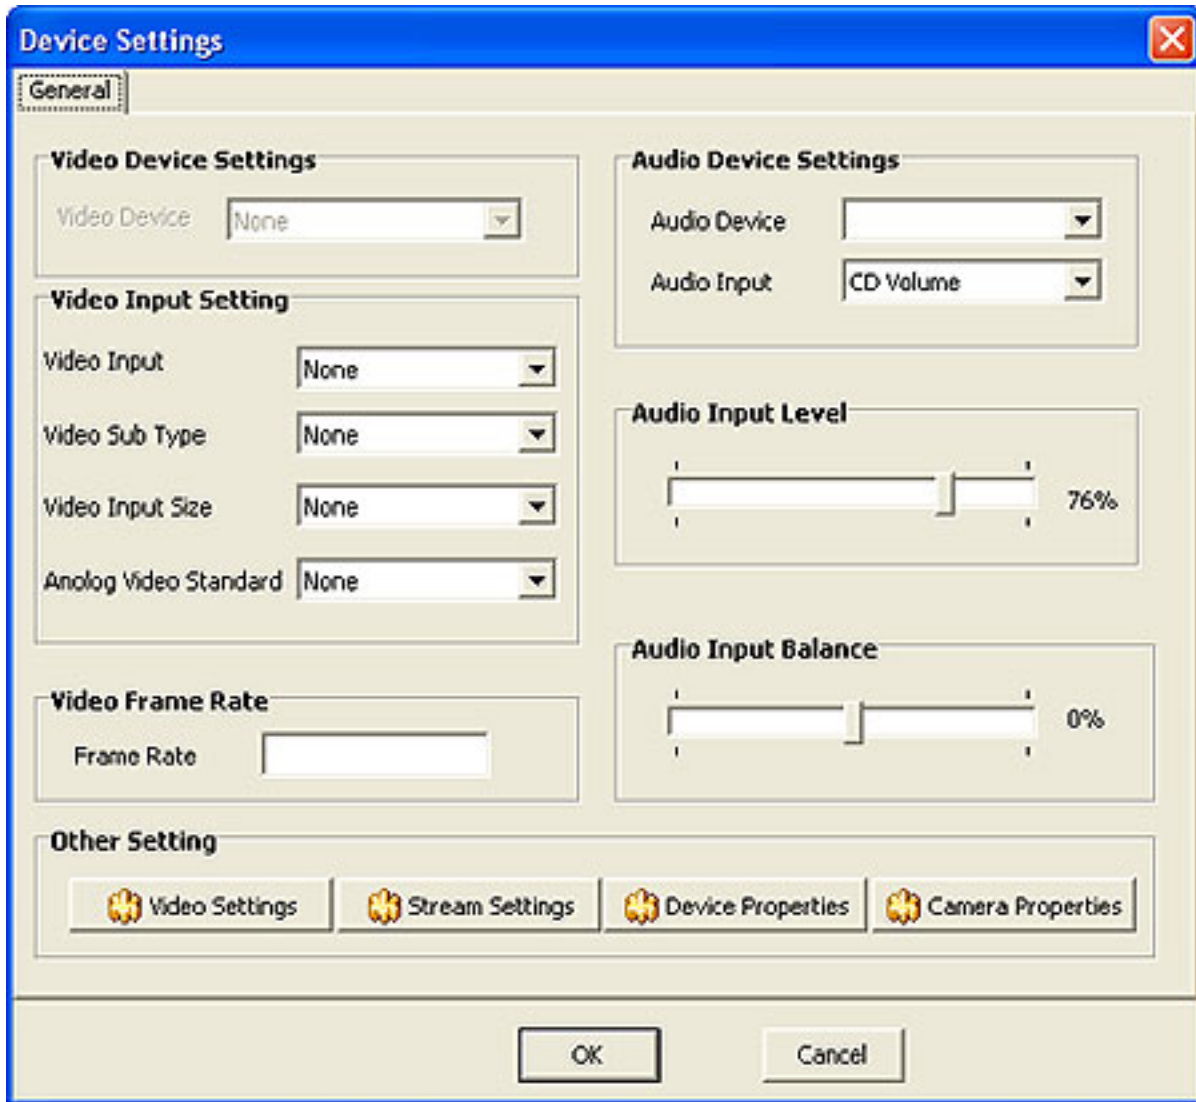 Device Settings
General
Video Device Settings
Video Device None
Video Input Setting
Video Input None
Video Sub Type None
Video Input Size None
Anolog Video Standard None
Video Frame Rate
Frame Rate
Audio Device Settings
Audio Device
Audio Input CD Volume
Audio Input Level
76%
Audio Input Balance
0%
Other Setting
Video Settings Stream Settings Device Properties Camera Properties
OK Cancel